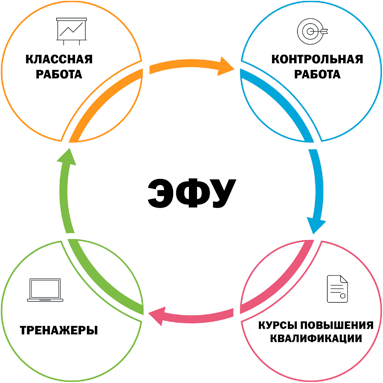 КЛАССНАЯ
РАБОТА
КОНТРОЛЬНАЯ
РАБОТА
ЭФУ
ТРЕНАЖЕРЫ
КУРСЫ ПОВЫШЕНИЯ
КВАЛИФИКАЦИИ